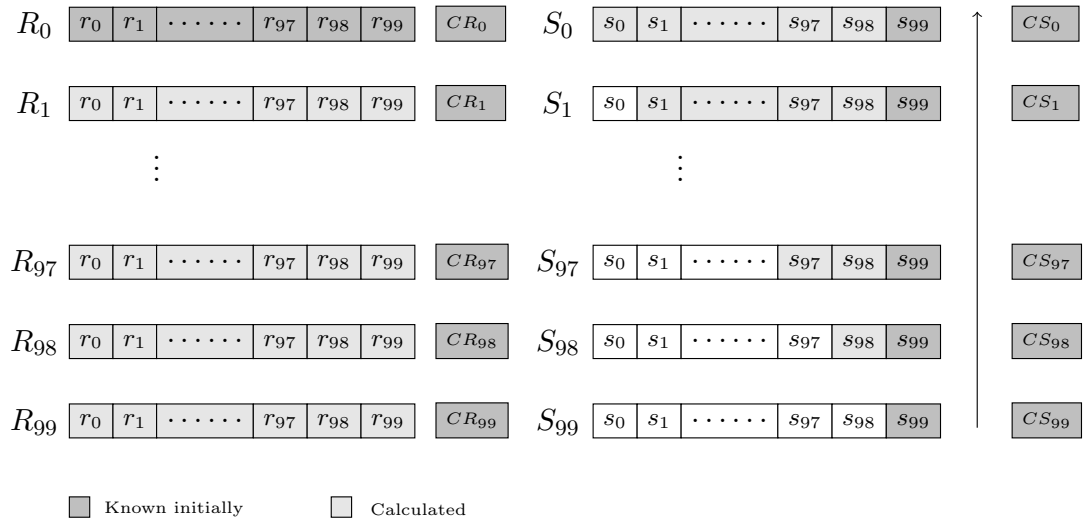 R₀ r₀ r₁ ······ r₉₇ r₉₈ r₉₉ CR₀ S₀ s₀ s₁ ······ s₉₇ s₉₈ s₉₉ CS₀
R₁ r₀ r₁ ······ r₉₇ r₉₈ r₉₉ CR₁ S₁ s₀ s₁ ······ s₉₇ s₉₈ s₉₉ CS₁
⋮ ⋮
R₉₇ r₀ r₁ ······ r₉₇ r₉₈ r₉₉ CR₉₇ S₉₇ s₀ s₁ ······ s₉₇ s₉₈ s₉₉ CS₉₇
R₉₈ r₀ r₁ ······ r₉₇ r₉₈ r₉₉ CR₉₈ S₉₈ s₀ s₁ ······ s₉₇ s₉₈ s₉₉ CS₉₈
R₉₉ r₀ r₁ ······ r₉₇ r₉₈ r₉₉ CR₉₉ S₉₉ s₀ s₁ ······ s₉₇ s₉₈ s₉₉ CS₉₉
Known initially Calculated